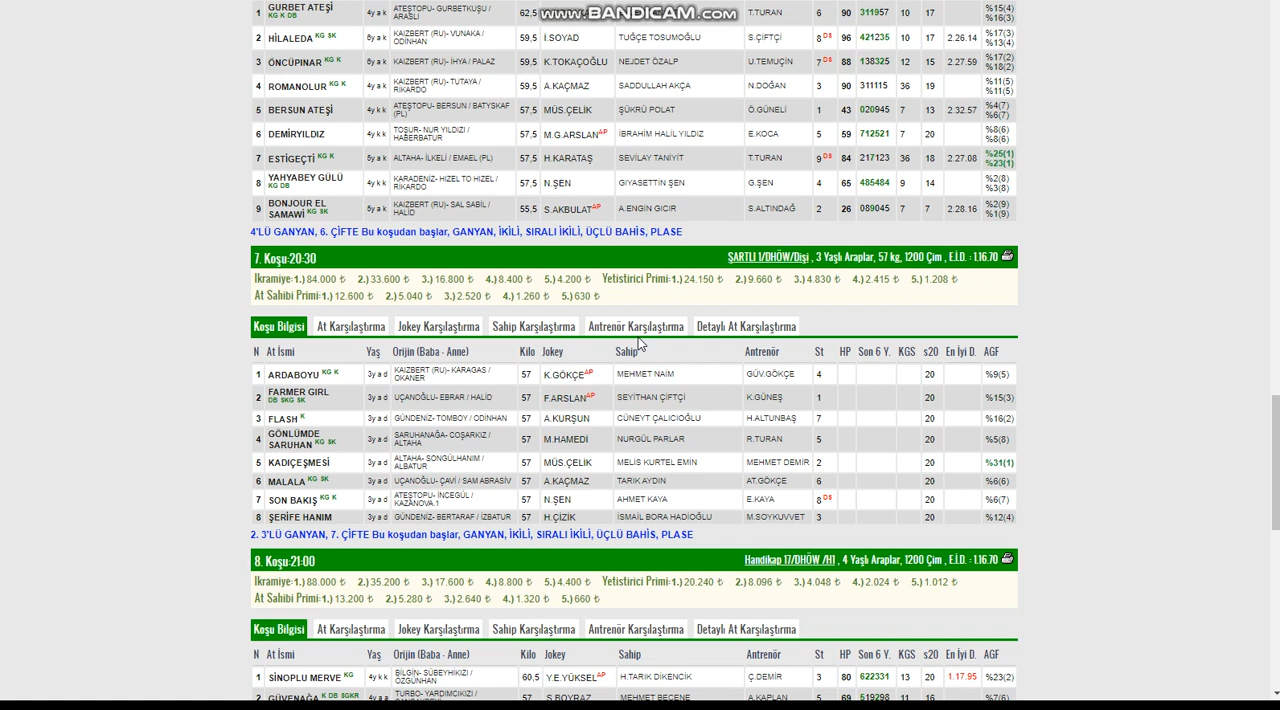 www.BANDICAM.com
1 GURBET ATEŞİ KG K DB 4y a k ATEŞTOPU- GURBETKUŞU / ARASLI 62,5 T.TURAN 6 90 311957 10 17 %15(4) %16(3)
2 HİLALEDA KG SK 6y a k KAIZBERT (RU)- VUNAKA / ODİNHAN 59,5 İ.SOYAD TUĞÇE TOSUMOĞLU S.ÇİFTÇİ 8 DS 96 421235 10 17 2.26.14 %17(3) %13(4)
3 ÖNCÜPINAR KG K 6y a k KAIZBERT (RU)- IHYA / PALAZ 59,5 K.TOKAÇOĞLU NEJDET ÖZALP U.TEMUÇİN 7 DS 88 138325 12 15 2.27.59 %17(2) %18(2)
4 ROMANOLUR KG K 4y a k KAIZBERT (RU)- TUTAYA / RİKARDO 59,5 A.KAÇMAZ SADDULLAH AKÇA N.DOĞAN 3 90 311115 36 19 %11(5) %11(5)
5 BERSUN ATEŞİ 4y k k ATEŞTOPU- BERSUN / BATYSKAF (PL) 57,5 MÜS.ÇELİK ŞÜKRÜ POLAT Ö.GÜNELİ 1 43 020945 7 13 2.32.57 %4(7) %6(7)
6 DEMİRYILDIZ 4y k k TOŞUR- NUR YILDIZI / HABERBATUR 57,5 M.G.ARSLAN AP İBRAHİM HALİL YILDIZ E.KOCA 5 59 712521 7 20 %8(6) %8(6)
7 ESTİGEÇTİ KG K 5y a k ALTAHA- İLKELİ / EMAEL (PL) 57,5 H.KARATAŞ SEVİLAY TANİYİT T.TURAN 9 DS 84 217123 36 18 2.27.08 %25(1) %23(1)
8 YAHYABEY GÜLÜ KG DB 4y k k KARADENİZ- HIZEL TO HIZEL / RİKARDO 57,5 N.ŞEN GIYASETTİN ŞEN G.ŞEN 4 65 485484 9 14 %2(8) %3(8)
9 BONJOUR EL SAMAWİ KG SK 5y a k KAIZBERT (RU)- SAL SABİL / HALİD 55,5 S.AKBULAT AP A.ENGİN GICIR S.ALTINDAĞ 2 26 089045 7 7 2.28.16 %2(9) %1(9)
4'LÜ GANYAN, 6. ÇİFTE Bu koşudan başlar, GANYAN, İKİLİ, SIRALI İKİLİ, ÜÇLÜ BAHİS, PLASE
7. Koşu:20:30 ŞARTLI 1/DHÖW/Dişi , 3 Yaşlı Araplar, 57 kg, 1200 Çim , E.İ.D. : 1.16.70
İkramiye:1.) 84.000 ₺ 2.) 33.600 ₺ 3.) 16.800 ₺ 4.) 8.400 ₺ 5.) 4.200 ₺ Yetiştirici Primi:1.) 24.150 ₺ 2.) 9.660 ₺ 3.) 4.830 ₺ 4.) 2.415 ₺ 5.) 1.208 ₺
At Sahibi Primi:1.) 12.600 ₺ 2.) 5.040 ₺ 3.) 2.520 ₺ 4.) 1.260 ₺ 5.) 630 ₺
Koşu Bilgisi At Karşılaştırma Jokey Karşılaştırma Sahip Karşılaştırma Antrenör Karşılaştırma Detaylı At Karşılaştırma
N At İsmi Yaş Orijin (Baba - Anne) Kilo Jokey Sahip Antrenör St HP Son 6 Y. KGS s20 En İyi D. AGF
1 ARDABOYU KG K 3y a d KAIZBERT (RU)- KARAGAS / OKANER 57 K.GÖKÇE AP MEHMET NAİM GÜV.GÖKÇE 4 20 %9(5)
2 FARMER GIRL DB SKG SK 3y a d UÇANOĞLU- EBRAR / HALİD 57 F.ARSLAN AP SEYİTHAN ÇİFTÇİ K.GÜNEŞ 1 20 %15(3)
3 FLASH K 3y a d GÜNDENİZ- TOMBOY / ODİNHAN 57 A.KURŞUN CÜNEYT ÇALICIOĞLU H.ALTUNBAŞ 7 20 %16(2)
4 GÖNLÜMDE SARUHAN KG SK 3y a d SARUHANAĞA- COŞARKIZ / ALTAHA 57 M.HAMEDİ NURGÜL PARLAR R.TURAN 5 20 %5(8)
5 KADIÇEŞMESİ 3y a d ALTAHA- SONGÜLHANIM / ALBATUR 57 MÜS.ÇELİK MELİS KURTEL EMİN MEHMET DEMİR 2 20 %31(1)
6 MALALA KG SK 3y a d UÇANOĞLU- ÇAVİ / SAM ABRASİV 57 A.KAÇMAZ TARIK AYDIN AT.GÖKÇE 6 20 %6(6)
7 SON BAKIŞ KG K 3y a d ATEŞTOPU- İNCEGÜL / KAZANOVA.1 57 N.ŞEN AHMET KAYA E.KAYA 8 DS 20 %6(7)
8 ŞERİFE HANIM 3y a d GÜNDENİZ- BERTARAF / İZBATUR 57 H.ÇİZİK İSMAİL BORA HADİOĞLU M.SOYKUVVET 3 20 %12(4)
2. 3'LÜ GANYAN, 7. ÇİFTE Bu koşudan başlar, GANYAN, İKİLİ, SIRALI İKİLİ, ÜÇLÜ BAHİS, PLASE
8. Koşu:21:00 Handikap 17/DHÖW /H1 , 4 Yaşlı Araplar, 1200 Çim , E.İ.D. : 1.16.70
İkramiye:1.) 88.000 ₺ 2.) 35.200 ₺ 3.) 17.600 ₺ 4.) 8.800 ₺ 5.) 4.400 ₺ Yetiştirici Primi:1.) 20.240 ₺ 2.) 8.096 ₺ 3.) 4.048 ₺ 4.) 2.024 ₺ 5.) 1.012 ₺
At Sahibi Primi:1.) 13.200 ₺ 2.) 5.280 ₺ 3.) 2.640 ₺ 4.) 1.320 ₺ 5.) 660 ₺
Koşu Bilgisi At Karşılaştırma Jokey Karşılaştırma Sahip Karşılaştırma Antrenör Karşılaştırma Detaylı At Karşılaştırma
N At İsmi Yaş Orijin (Baba - Anne) Kilo Jokey Sahip Antrenör St HP Son 6 Y. KGS s20 En İyi D. AGF
1 SİNOPLU MERVE KG 4y k k BİLGİN- SÜBEYHİKIZI / ÖZGÜNHAN 60,5 Y.E.YÜKSEL AP H.TARIK DİKENCİK Ç.DEMİR 3 80 622331 13 20 1.17.95 %23(2)
2 GÜVENAĞA K DB SGKR TURBO- YARDIMCIKIZI / 57 S.BOYRAZ MEHMET BECENE A.KAPLAN 5 69 519298 11 16 %7(6)